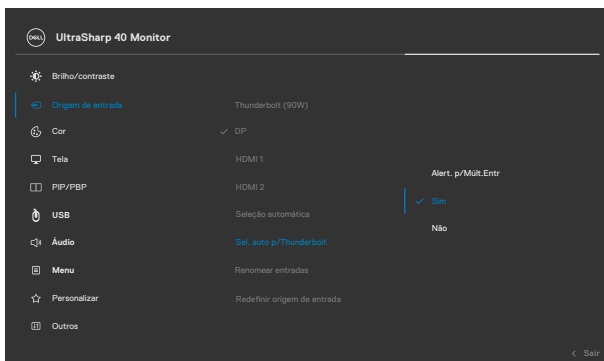 DELL
UltraSharp 40 Monitor
Brilho/contraste
Origem de entrada
Thunderbolt (90W)
Cor
DP
Tela
HDMI 1
Alert. p/Múlt.Entr
PIP/PBP
HDMI 2
Sim
USB
Seleção automática
Não
Áudio
Sel. auto p/Thunderbolt
Menu
Renomear entradas
Personalizar
Redefinir origem de entrada
Outros
Sair